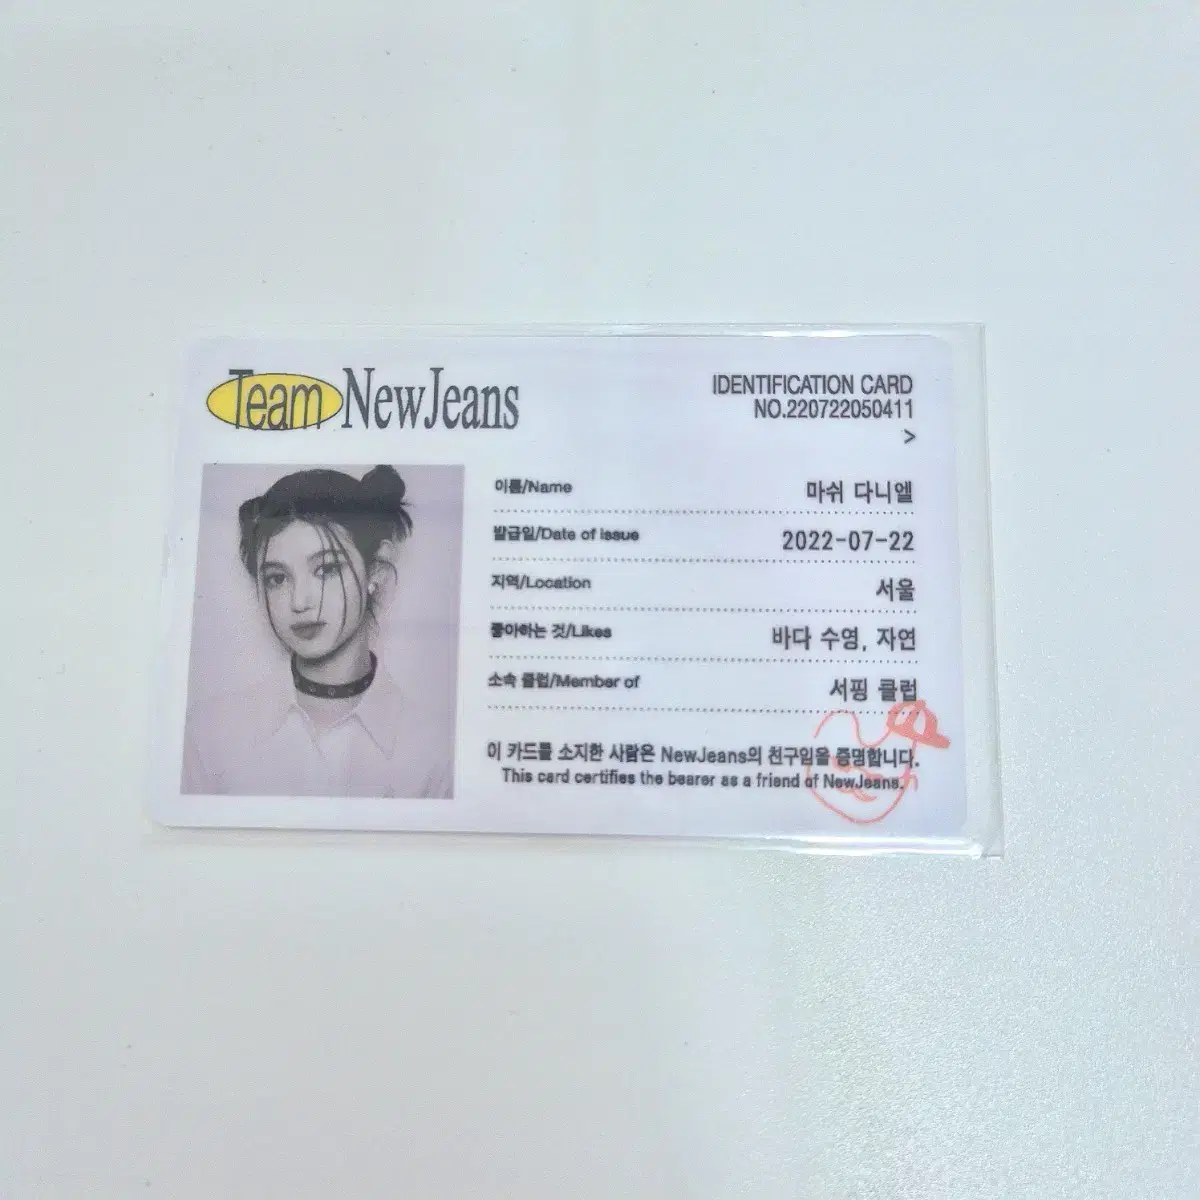 Team NewJeans
IDENTIFICATION CARD
NO.220722050411
>
이름/Name 마쉬 다니엘
발급일/Date of issue 2022-07-22
지역/Location 서울
좋아하는 것/Likes 바다 수영, 자연
소속 클럽/Member of 서핑 클럽
이 카드를 소지한 사람은 NewJeans의 친구임을 증명합니다.
This card certifies the bearer as a friend of NewJeans.